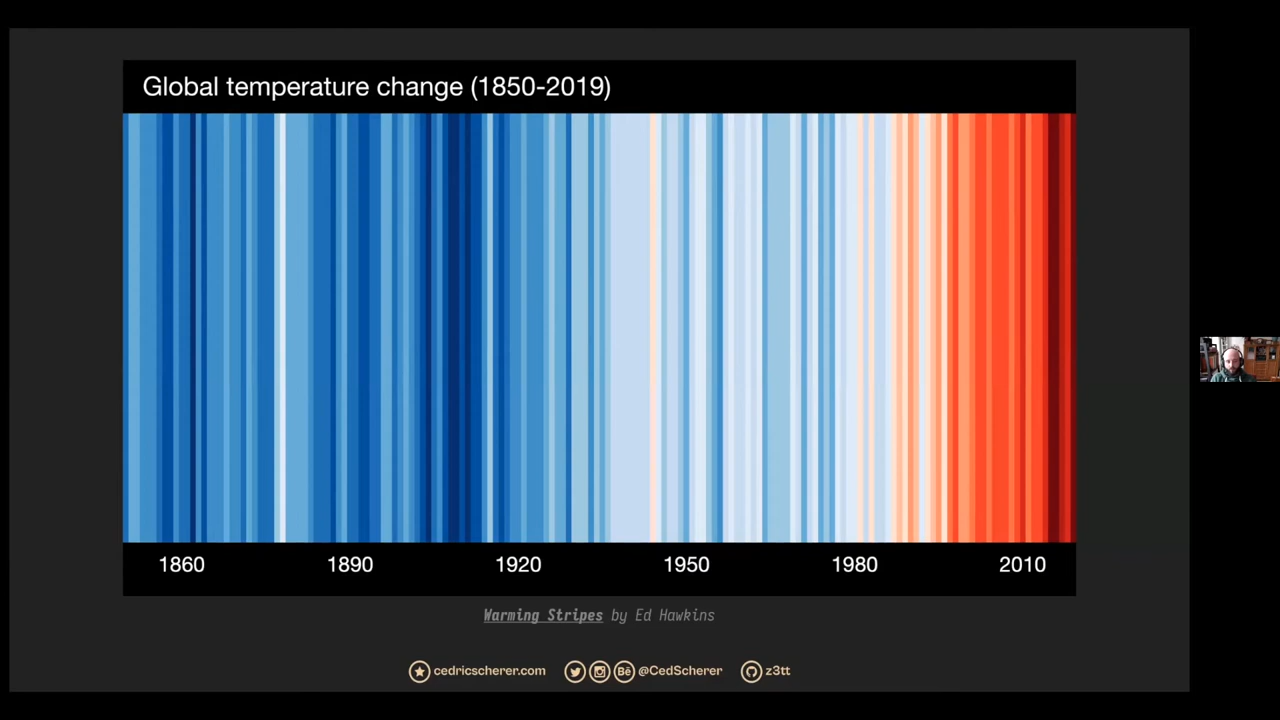 Global temperature change (1850-2019)
1860 1890 1920 1950 1980 2010
Warming Stripes by Ed Hawkins
cedricscherer.com Bē @CedScherer z3tt